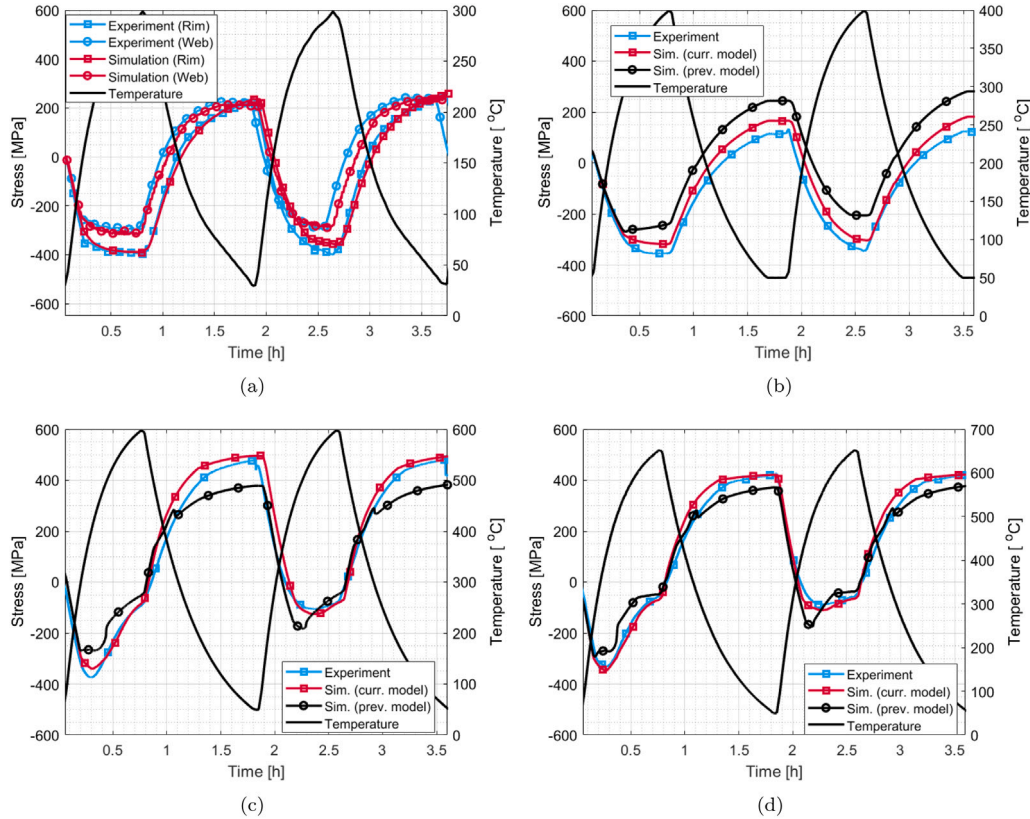 600
400
200
0
-200
-400
-600
Stress [MPa]
Experiment (Rim)
Experiment (Web)
Simulation (Rim)
Simulation (Web)
Temperature
300
250
200
150
100
50
0
Temperature [ °C]
0.5 1 1.5 2 2.5 3 3.5
Time [h]
(a)
600
400
200
0
-200
-400
-600
Stress [MPa]
Experiment
Sim. (curr. model)
Sim. (prev. model)
Temperature
400
350
300
250
200
150
100
50
0
Temperature [ °C]
0.5 1 1.5 2 2.5 3 3.5
Time [h]
(b)
600
400
200
0
-200
-400
-600
Stress [MPa]
Experiment
Sim. (curr. model)
Sim. (prev. model)
Temperature
600
500
400
300
200
100
0
Temperature [ °C]
0.5 1 1.5 2 2.5 3 3.5
Time [h]
(c)
600
400
200
0
-200
-400
-600
Stress [MPa]
Experiment
Sim. (curr. model)
Sim. (prev. model)
Temperature
700
600
500
400
300
200
100
0
Temperature [ °C]
0.5 1 1.5 2 2.5 3 3.5
Time [h]
(d)